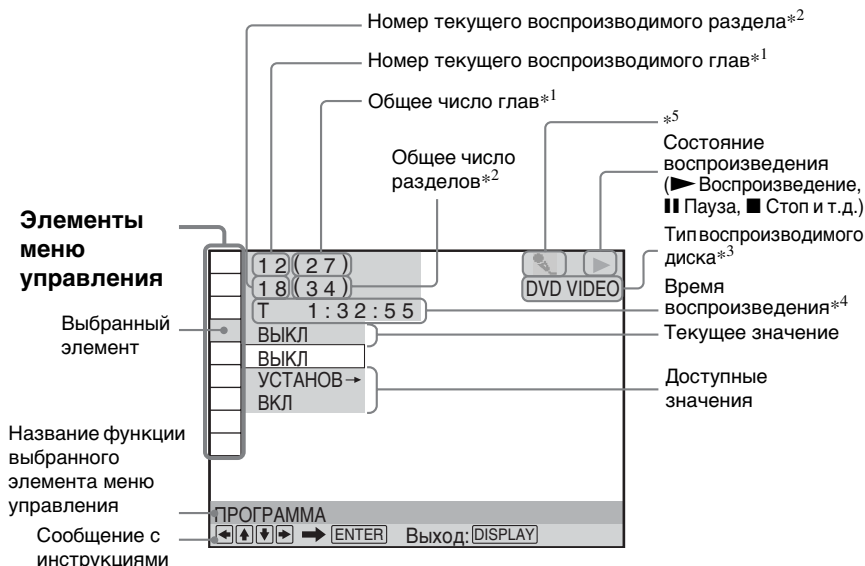 Номер текущего воспроизводимого раздела*2
Номер текущего воспроизводимого глав*1
Общее число глав*1
*5
Состояние
воспроизведения
(▶ Воспроизведение,
⏸ Пауза, ■ Стоп и т.д.)
Общее число
разделов*2
Элементы
меню
управления
Тип воспроизводимого
диска*3
12(27)
18(34)
DVD VIDEO
T 1:32:55
Время
воспроизведения*4
Выбранный
элемент
ВЫКЛ
Текущее значение
ВЫКЛ
УСТАНОВ→
ВКЛ
Доступные
значения
Название функции
выбранного
элемента меню
управления
ПРОГРАММА
Сообщение с
инструкциями
←↑↓→ ➡ ENTER Выход: DISPLAY